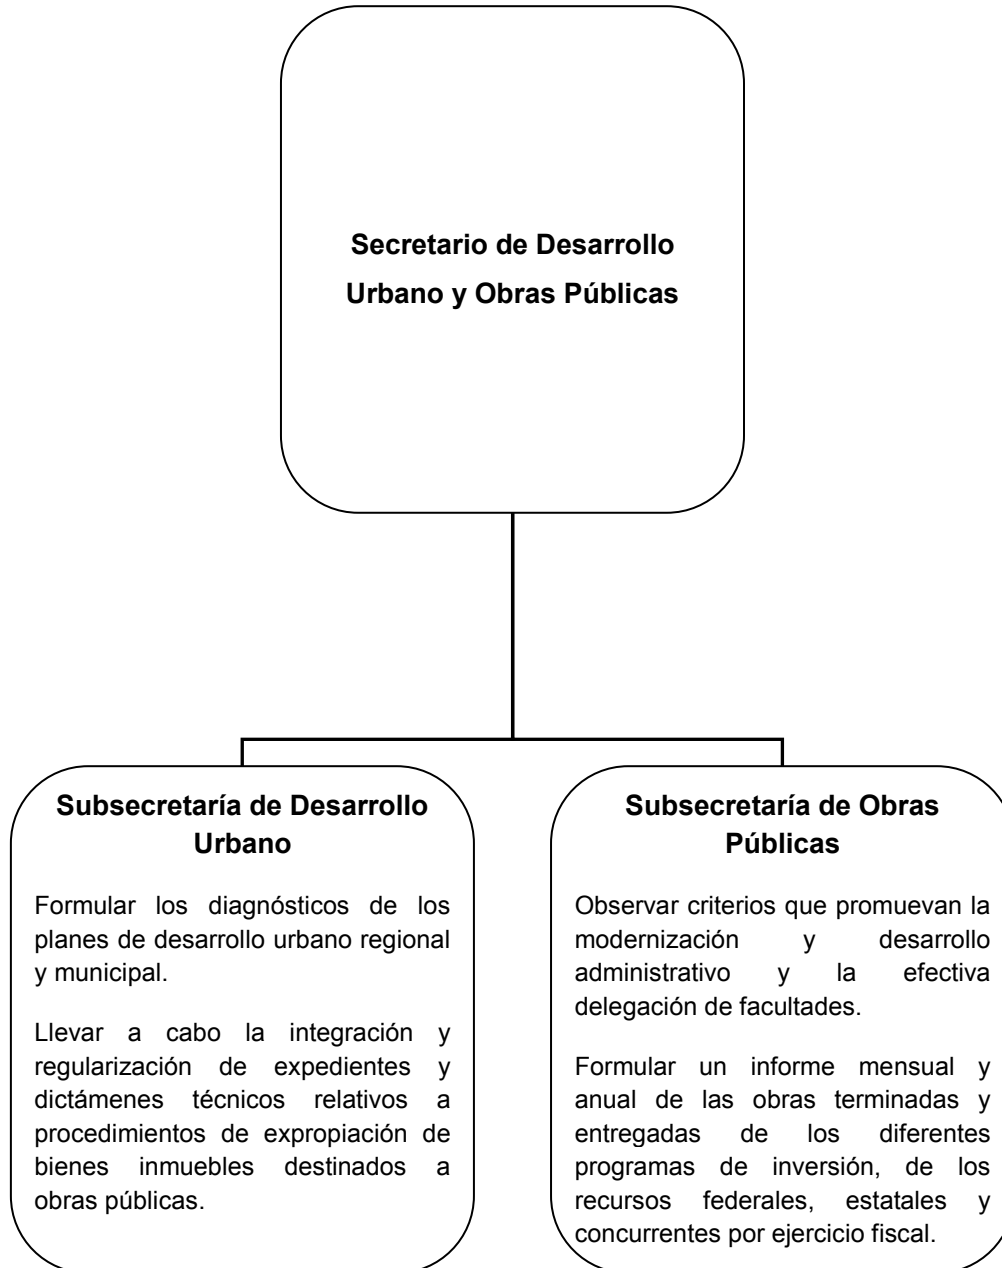 Secretario de Desarrollo
Urbano y Obras Públicas
Subsecretaría de Desarrollo
Urbano
Formular los diagnósticos de los
planes de desarrollo urbano regional
y municipal.
Llevar a cabo la integración y
regularización de expedientes y
dictámenes técnicos relativos a
procedimientos de expropiación de
bienes inmuebles destinados a
obras públicas.
Subsecretaría de Obras
Públicas
Observar criterios que promuevan la
modernización y desarrollo
administrativo y la efectiva
delegación de facultades.
Formular un informe mensual y
anual de las obras terminadas y
entregadas de los diferentes
programas de inversión, de los
recursos federales, estatales y
concurrentes por ejercicio fiscal.